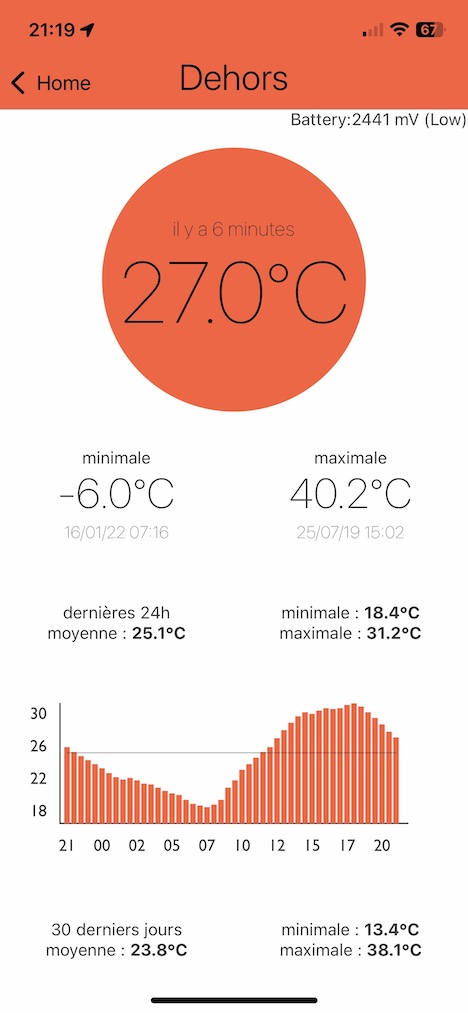 21:19
67
Home
Dehors
Battery:2441 mV (Low)
il y a 6 minutes
27.0°C
minimale
maximale
-6.0°C
40.2°C
16/01/22 07:16
25/07/19 15:02
dernières 24h
minimale : 18.4°C
moyenne : 25.1°C
maximale : 31.2°C
30
26
22
18
21 00 02 05 07 10 12 15 17 20
30 derniers jours
minimale : 13.4°C
moyenne : 23.8°C
maximale : 38.1°C